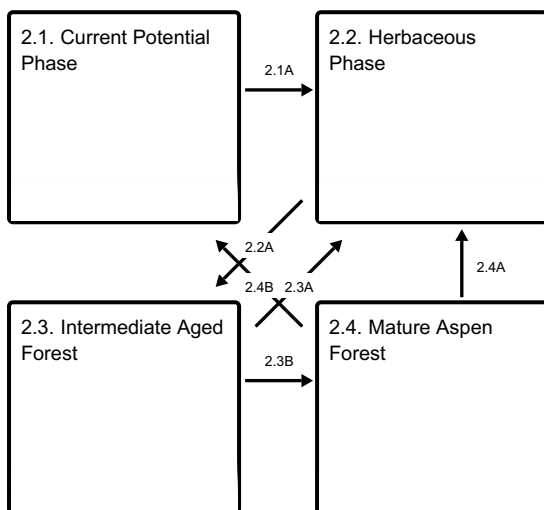 2.1. Current Potential
Phase
2.2. Herbaceous
Phase
2.1A
2.2A
2.4A
2.4B
2.3A
2.3. Intermediate Aged
Forest
2.4. Mature Aspen
Forest
2.3B